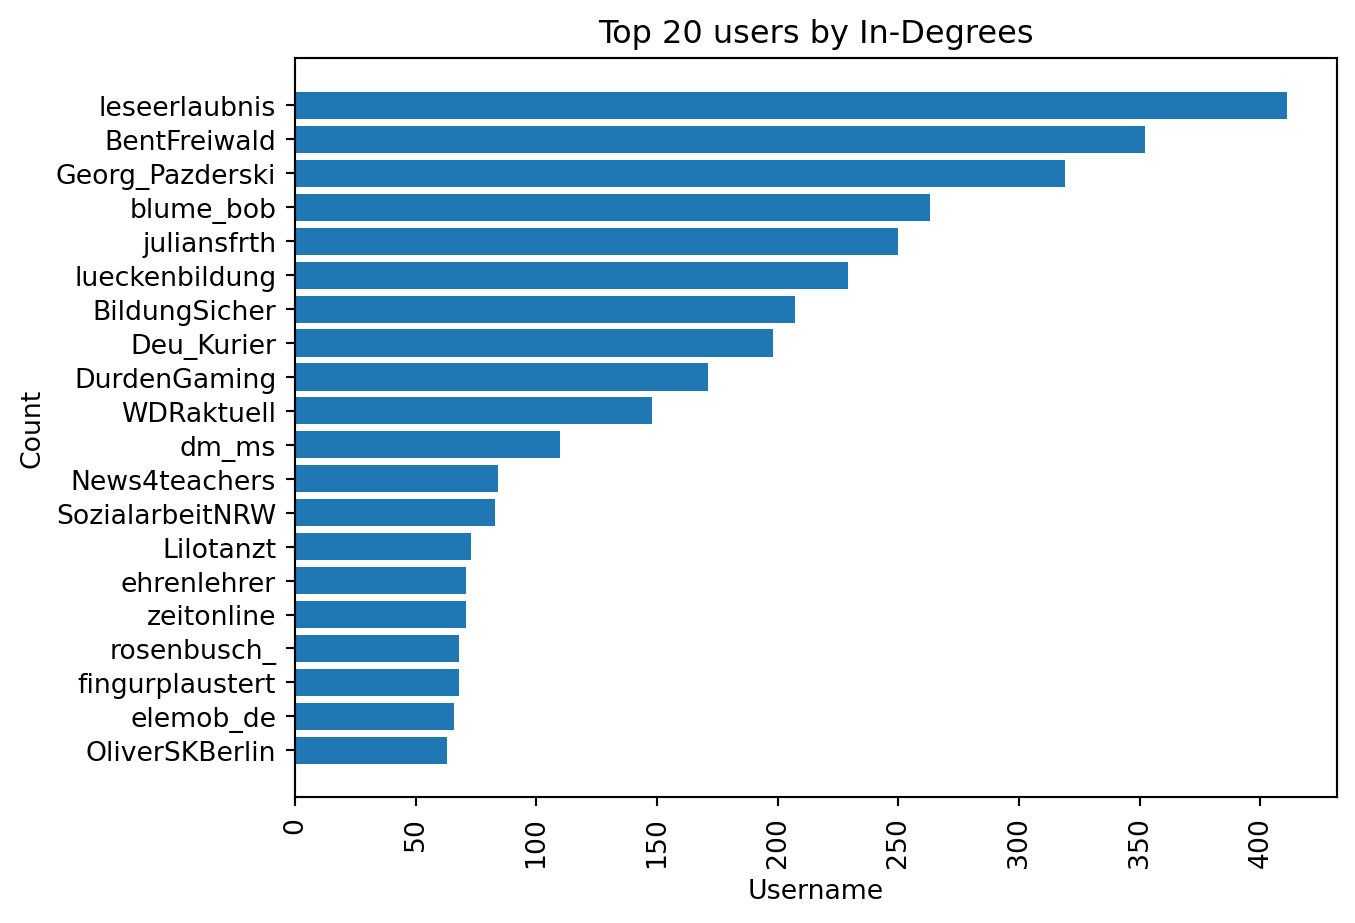 Top 20 users by In-Degrees
leseerlaubnis
BentFreiwald
Georg_Pazderski
blume_bob
juliansfrth
lueckenbildung
BildungSicher
Deu_Kurier
DurdenGaming
WDRaktuell
dm_ms
News4teachers
SozialarbeitNRW
Lilotanzt
ehrenlehrer
zeitonline
rosenbusch_
fingurplaustert
elemob_de
OliverSKBerlin
Count
0
50
100
150
200
250
300
350
400
Username